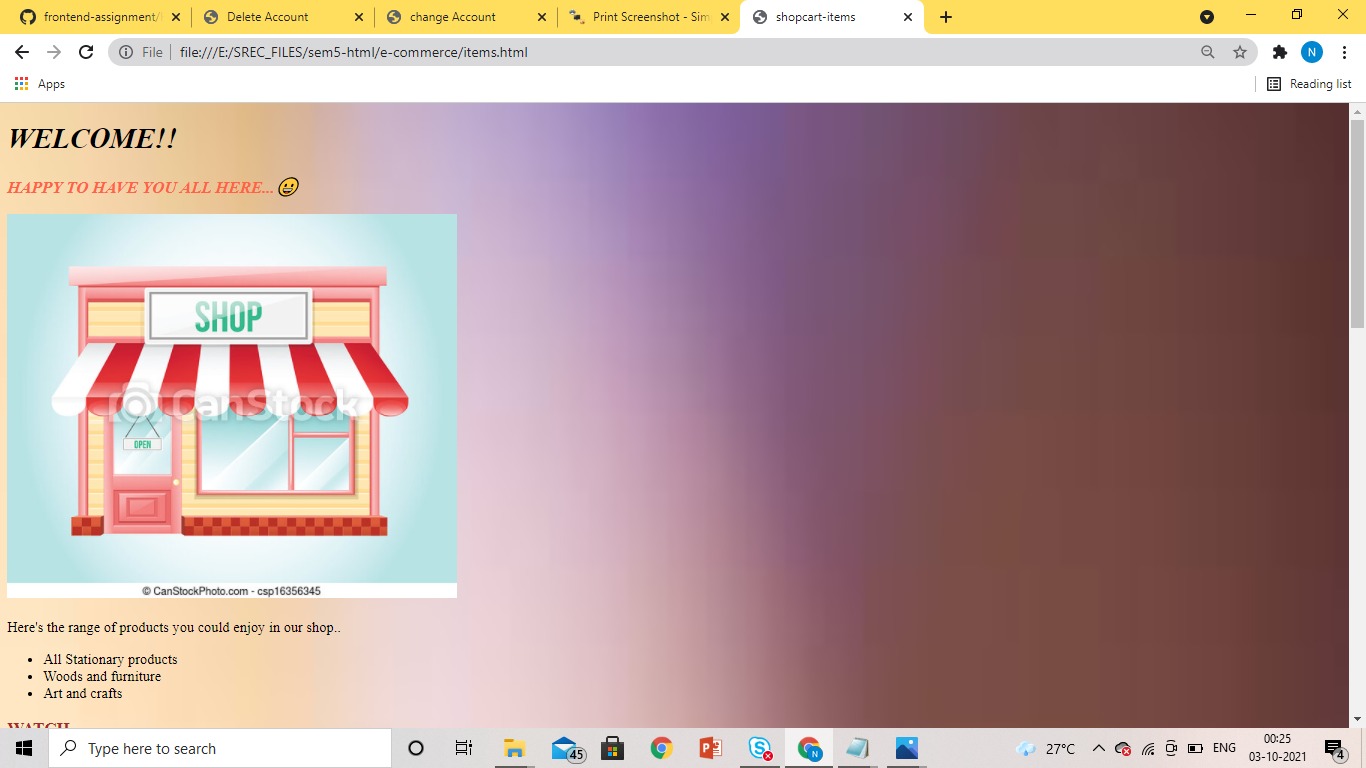 frontend-assignment/
Delete Account
change Account
Print Screenshot - Sim
shopcart-items
File
file:///E:/SREC_FILES/sem5-html/e-commerce/items.html
Apps
Reading list
WELCOME!!
HAPPY TO HAVE YOU ALL HERE... 😀
SHOP
CanStock
OPEN
© CanStockPhoto.com - csp16356345
Here's the range of products you could enjoy in our shop..
• All Stationary products
• Woods and furniture
• Art and crafts
WATCH
Type here to search
45
N
27°C
ENG
00:25
03-10-2021
4